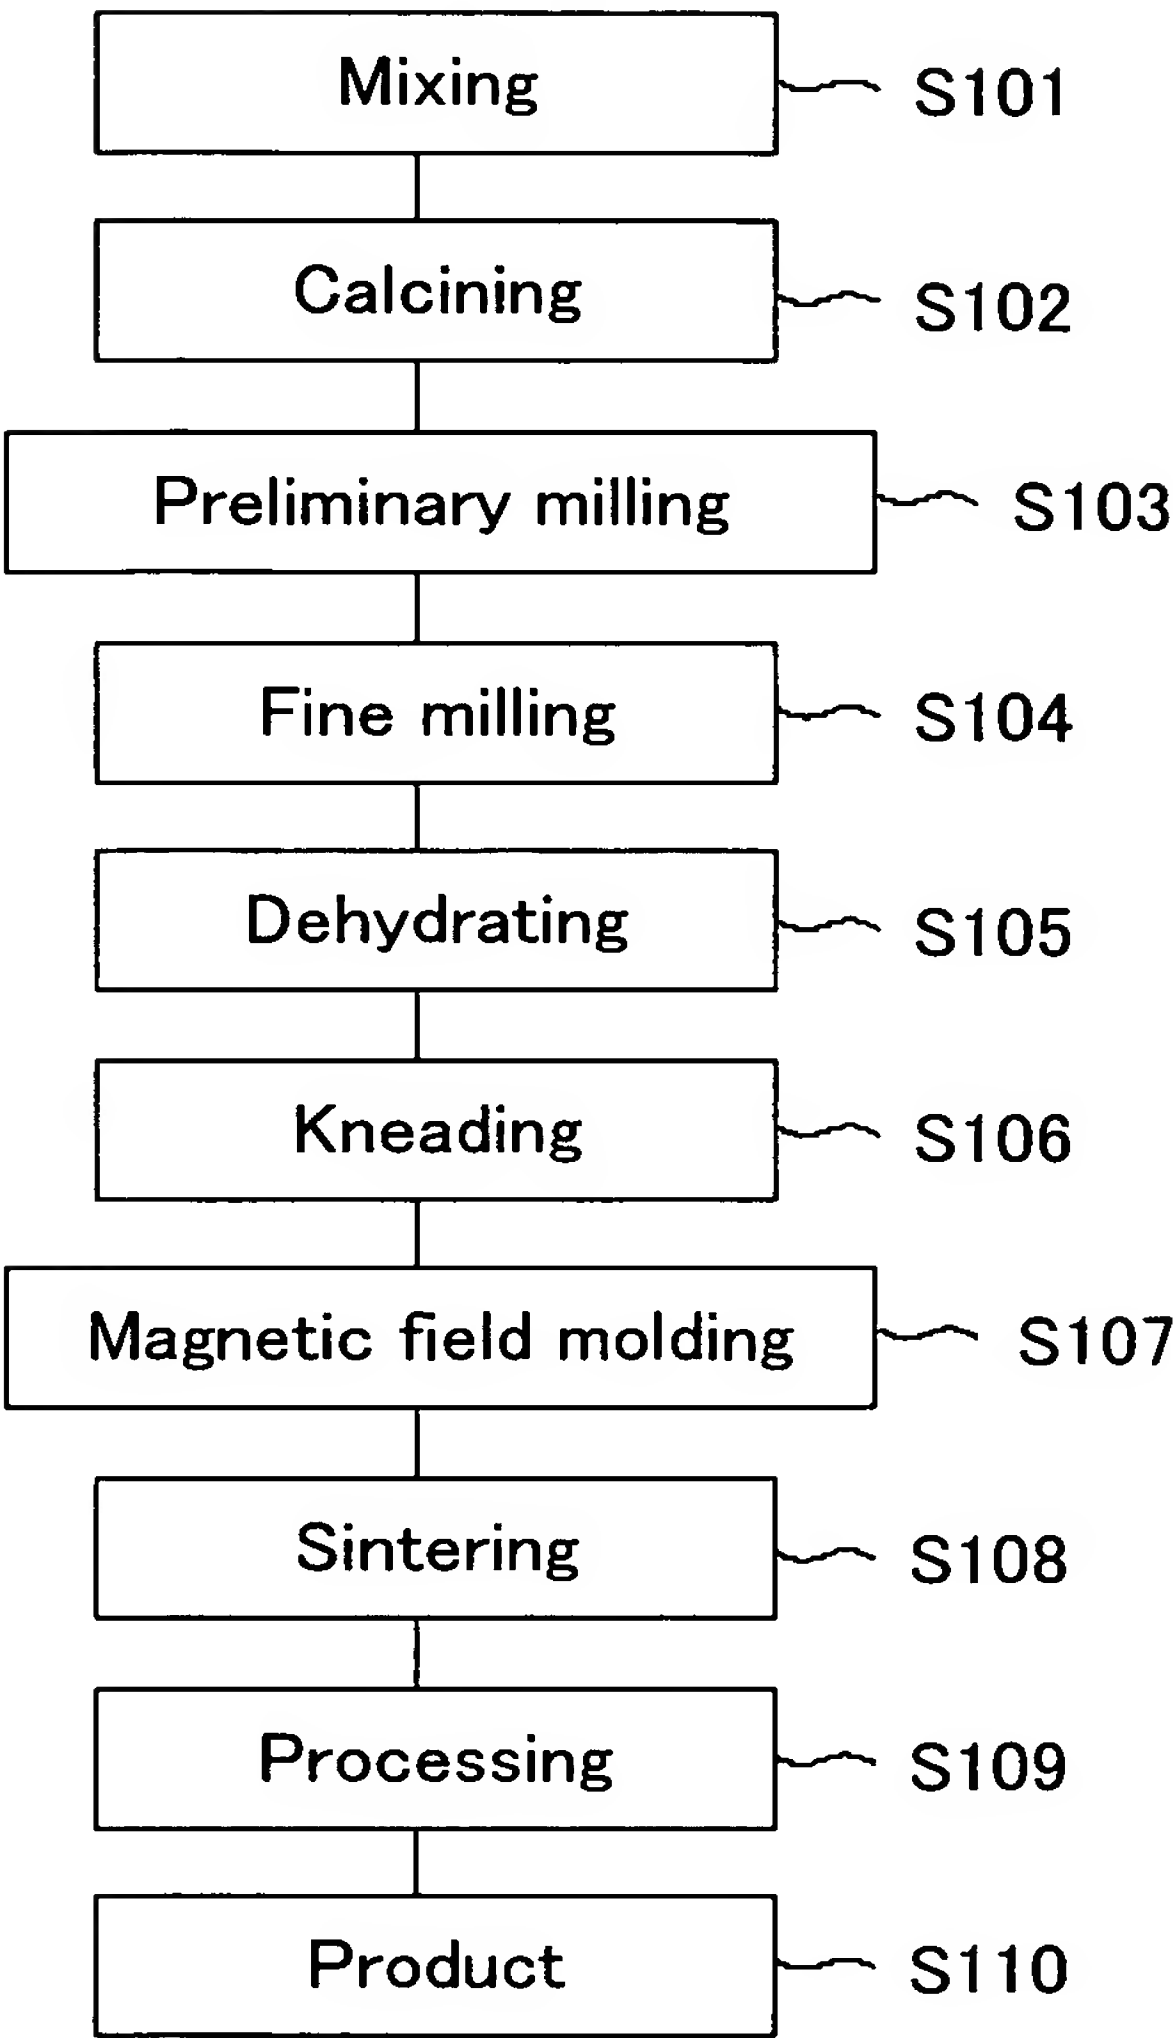 Mixing S101
Calcining S102
Preliminary milling S103
Fine milling S104
Dehydrating S105
Kneading S106
Magnetic field molding S107
Sintering S108
Processing S109
Product S110